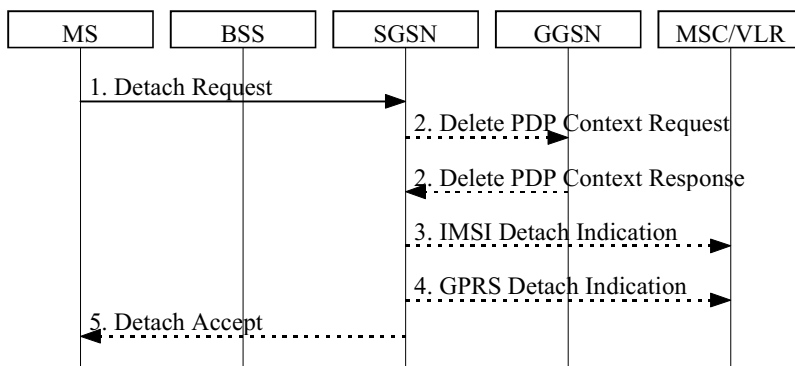 MS BSS SGSN GGSN MSC/VLR
1. Detach Request
2. Delete PDP Context Request
2. Delete PDP Context Response
3. IMSI Detach Indication
4. GPRS Detach Indication
5. Detach Accept